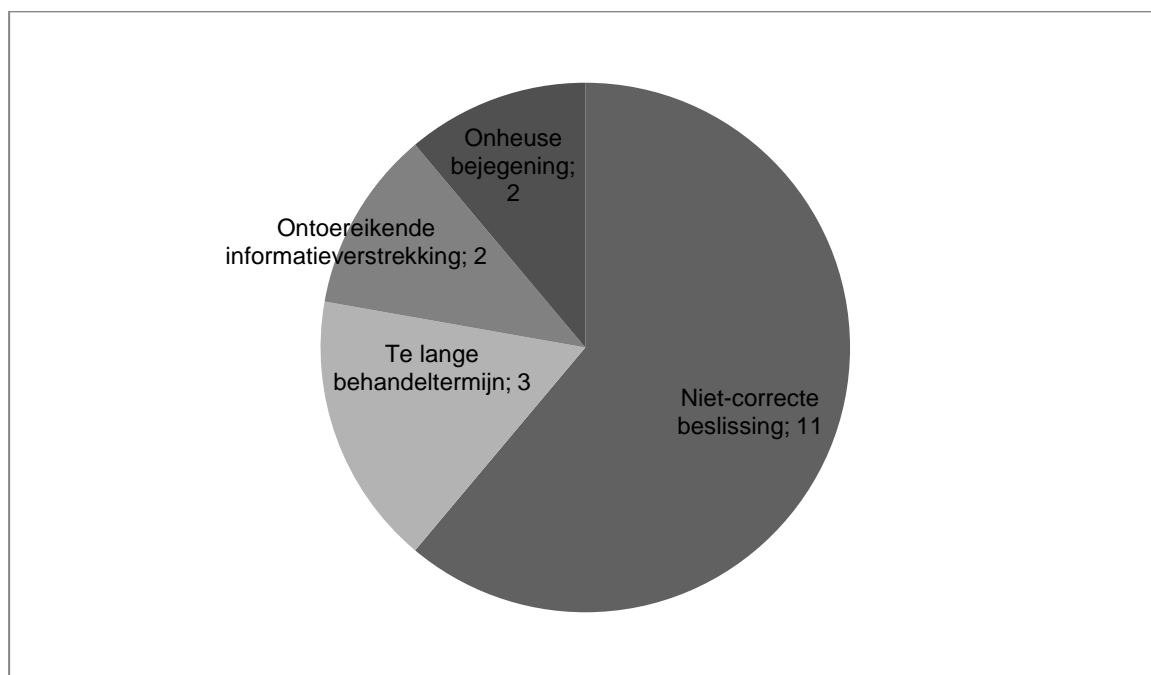 Onheuse
bejegening;
2
Ontoereikende
informatieverstrekking; 2
Te lange
behandeltermijn; 3
Niet-correcte
beslissing; 11